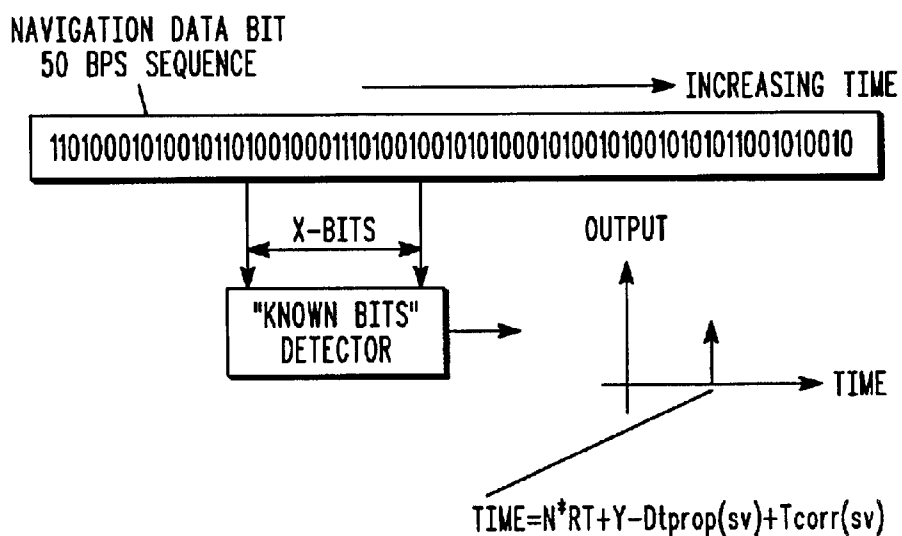 NAVIGATION DATA BIT
50 BPS SEQUENCE
INCREASING TIME
110100010100101101001000111010010010101000101001010010101011001010010
X-BITS
OUTPUT
"KNOWN BITS"
DETECTOR
TIME
TIME=N*RT+Y-Dtprop(sv)+Tcorr(sv)